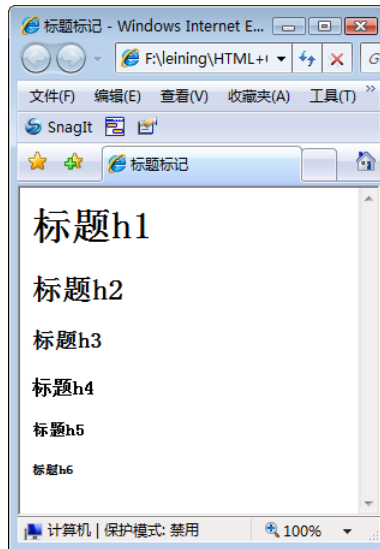 标题标记 - Windows Internet E...
F:\leining\HTML+
文件(F) 编辑(E) 查看(V) 收藏夹(A) 工具(T) »
SnagIt
标题标记
标题h1
标题h2
标题h3
标题h4
标题h5
标题h6
计算机 | 保护模式: 禁用 100%